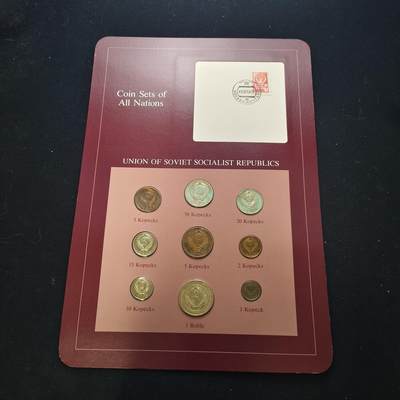 Coin Sets of
All Nations
UNION OF SOVIET SOCIALIST REPUBLICS
3 Kopecks
50 Kopecks
20 Kopecks
15 Kopecks
5 Kopecks
2 Kopecks
10 Kopecks
1 Ruble
1 Kopeck